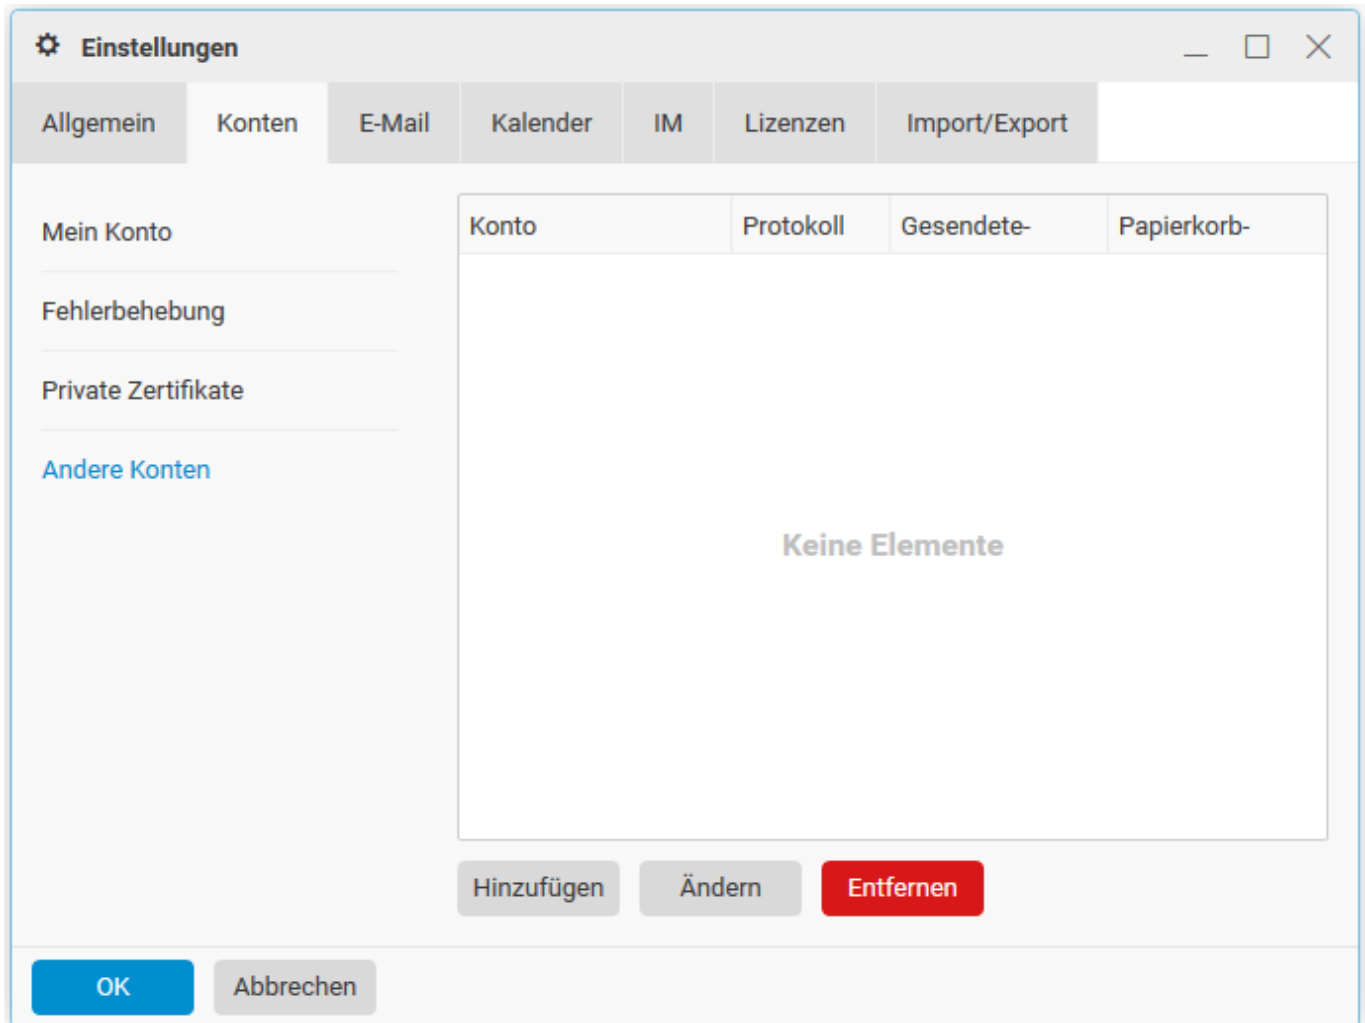 Einstellungen
Allgemein Konten E-Mail Kalender IM Lizenzen Import/Export
Mein Konto
Fehlerbehebung
Private Zertifikate
Andere Konten
Konto Protokoll Gesendete- Papierkorb-
Keine Elemente
Hinzufügen Ändern Entfernen
OK Abbrechen